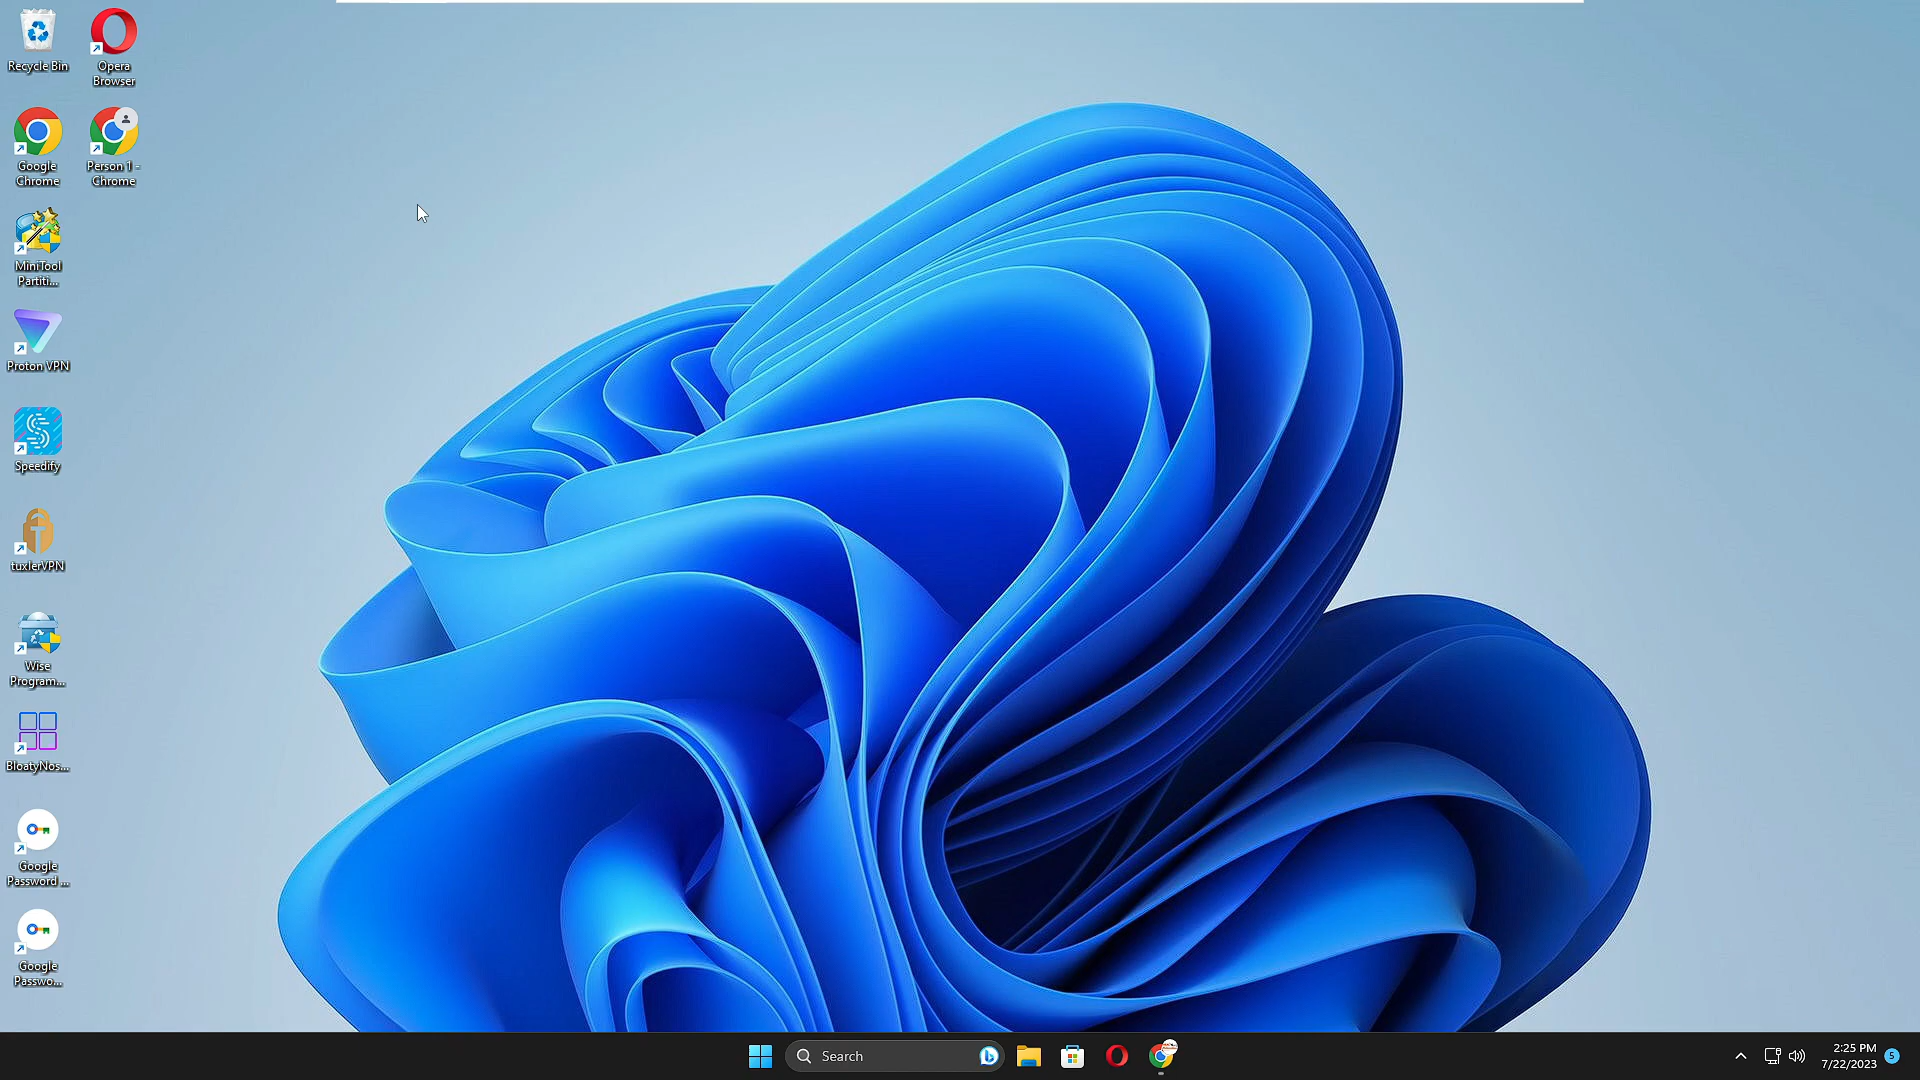 Recycle Bin
Opera
Browser
Google
Chrome
Person 1 -
Chrome
MiniTool
Partiti...
Proton VPN
Speedify
tuxlerVPN
Wise
Program...
BloatyNos...
Google
Password ...
Google
Passwo...
Search
2:25 PM
7/22/2023
5